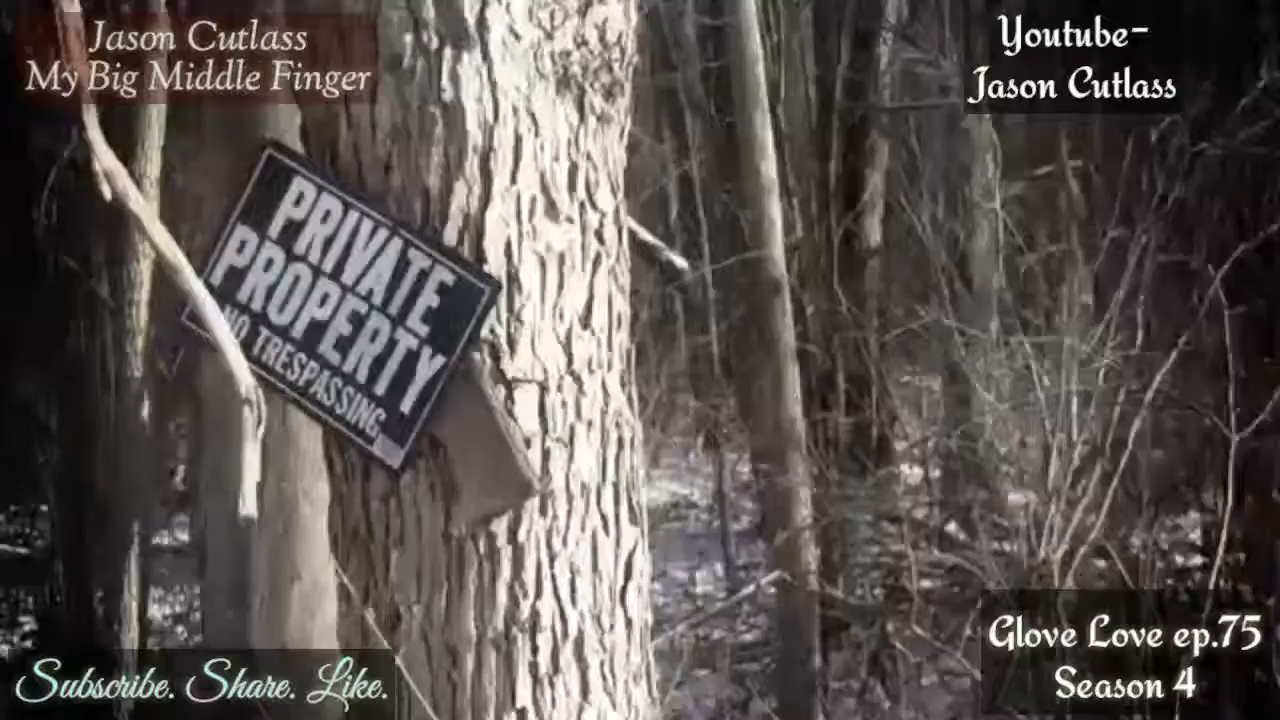 Jason Cutlass
My Big Middle Finger
Youtube-
Jason Cutlass
PRIVATE
PROPERTY
NO TRESPASSING
Subscribe. Share. Like.
Glove Love ep.75
Season 4